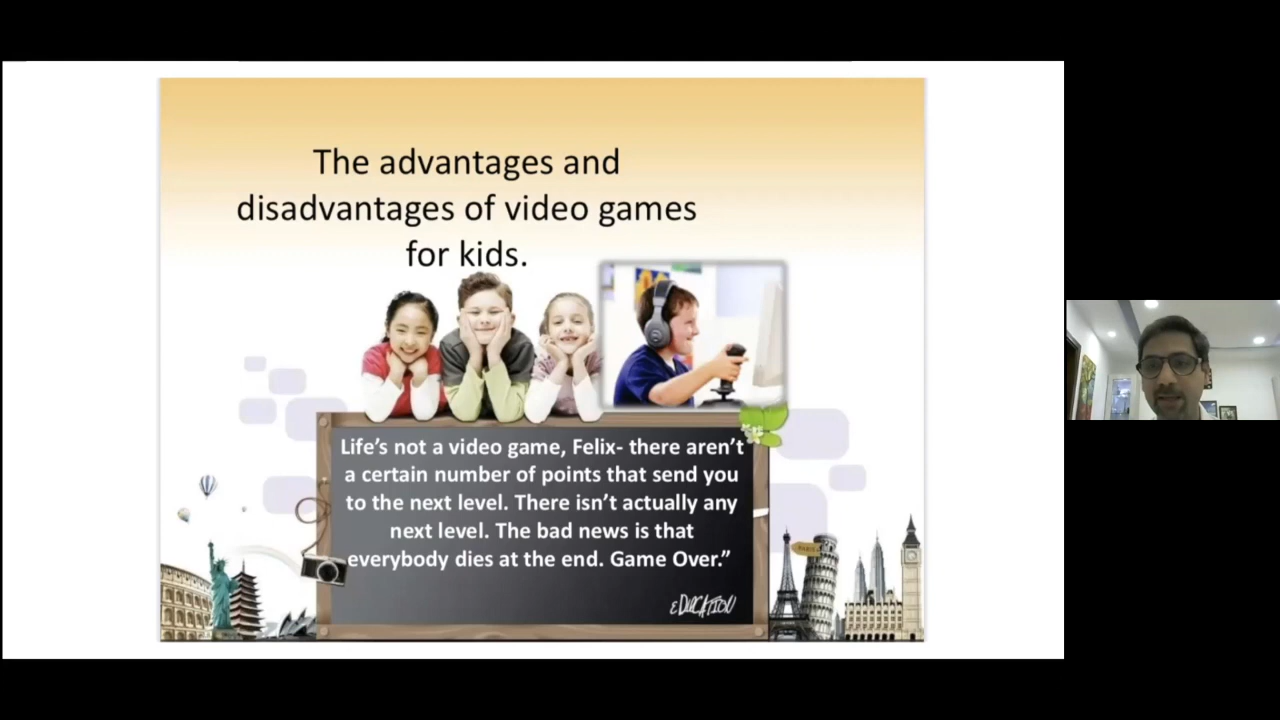 The advantages and
disadvantages of video games
for kids.
Life's not a video game, Felix- there aren't
a certain number of points that send you
to the next level. There isn't actually any
next level. The bad news is that
everybody dies at the end. Game Over.”
EDUCATION
PARIS